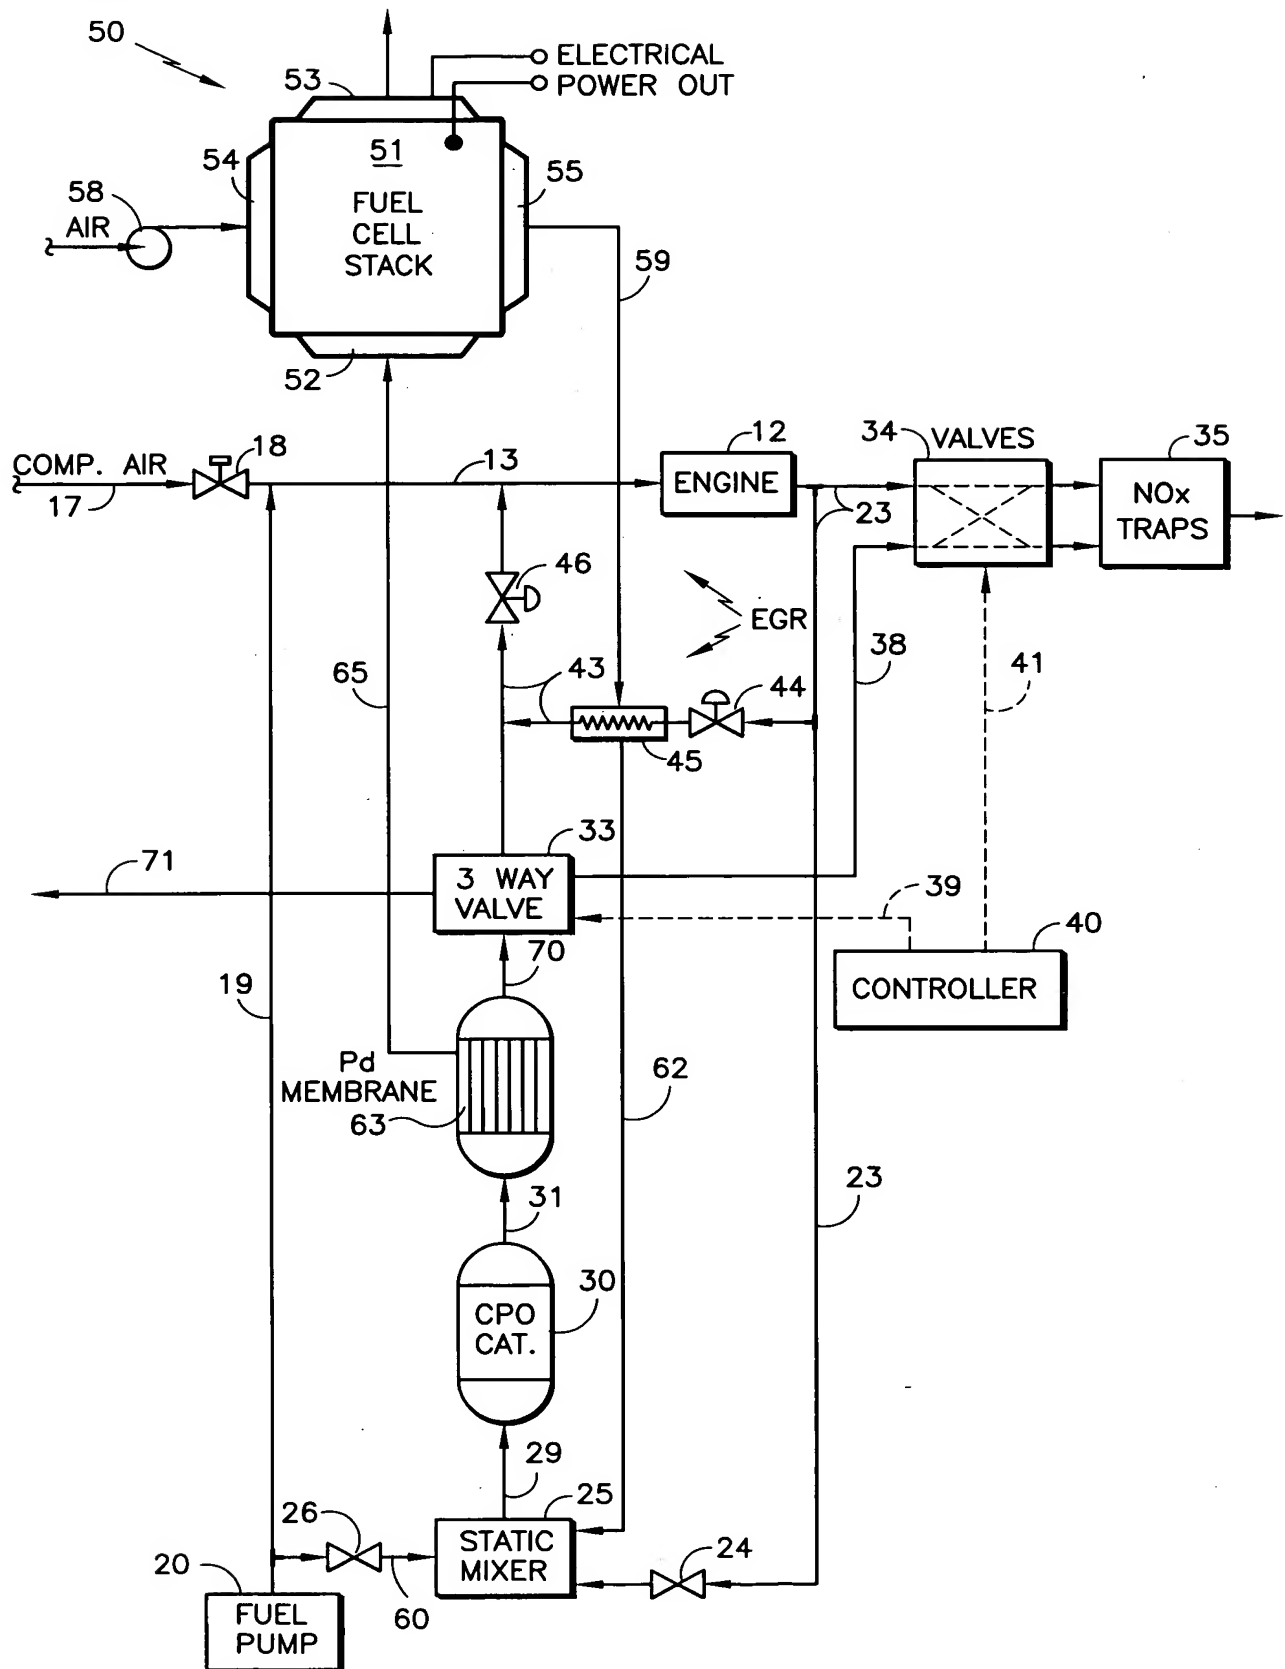 50
53
ELECTRICAL
POWER OUT
54
51
55
58
AIR
FUEL
CELL
STACK
59
52
COMP. AIR
17
18
13
12
ENGINE
34
VALVES
35
NOx
TRAPS
23
46
EGR
38
41
65
43
44
45
71
33
3 WAY
VALVE
39
40
CONTROLLER
70
19
Pd
MEMBRANE
63
62
31
23
30
CPO
CAT.
29
25
26
STATIC
MIXER
24
20
60
FUEL
PUMP